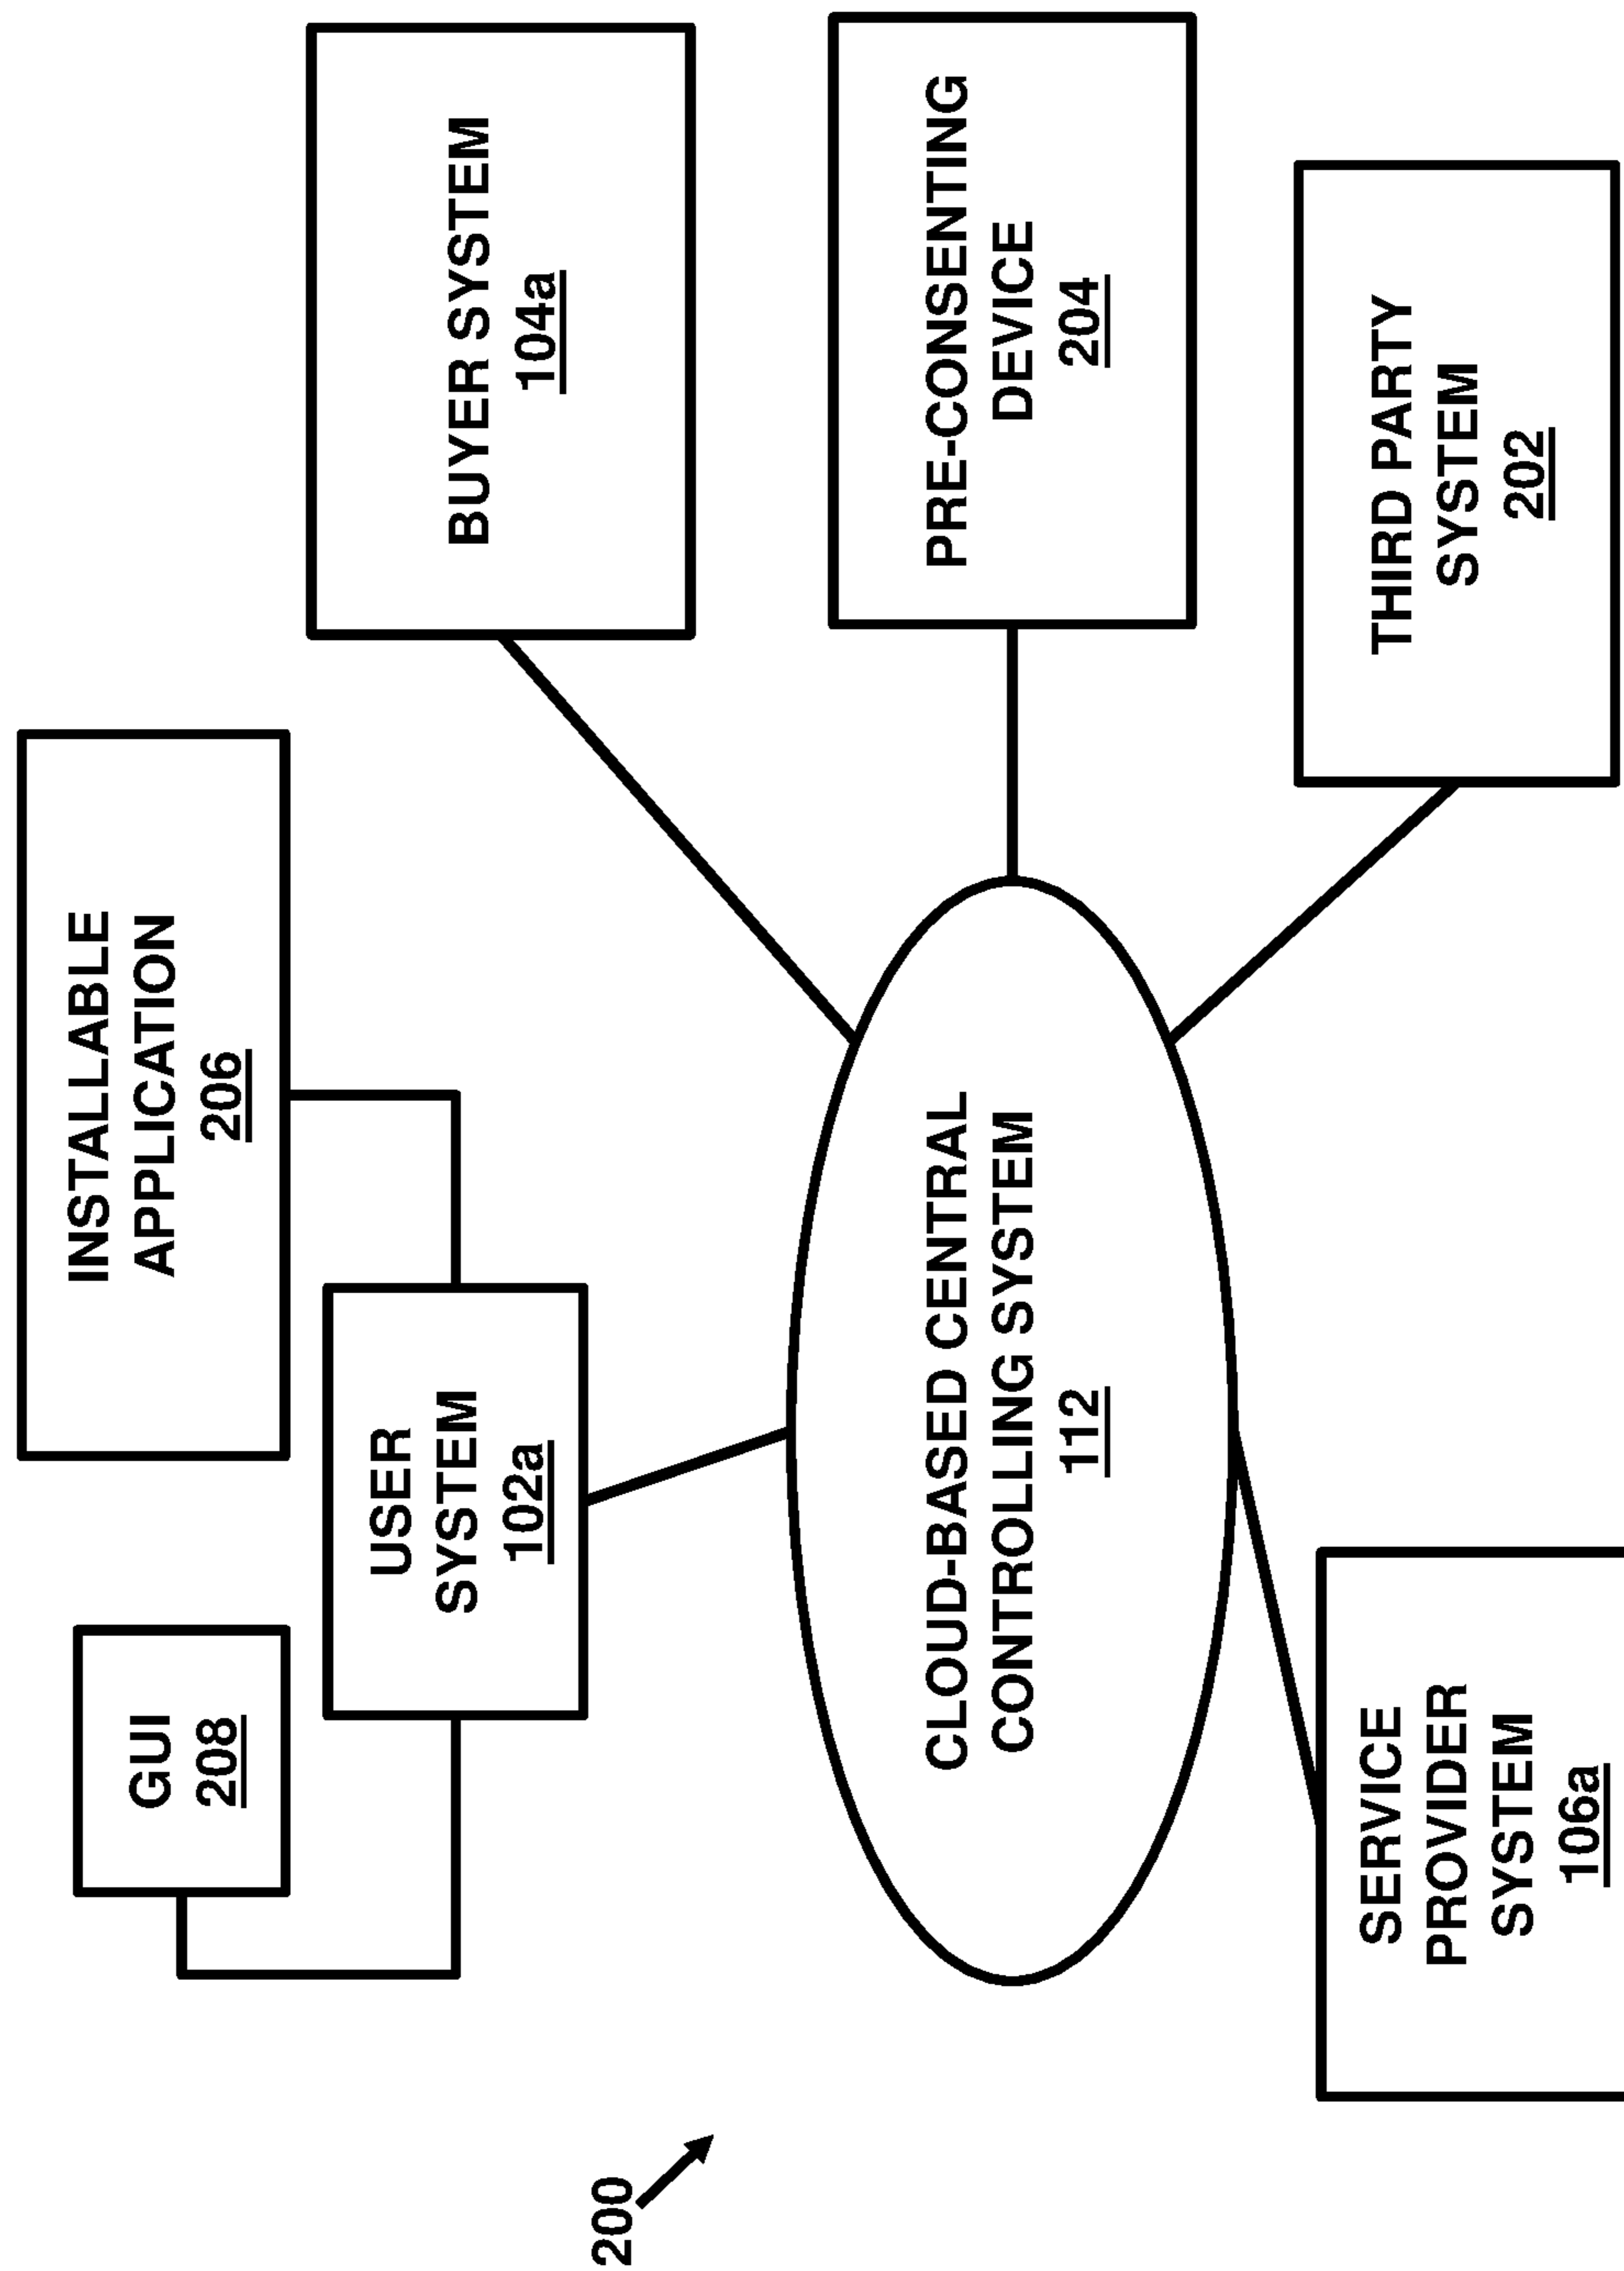 GUI
208
INSTALLABLE
APPLICATION
206
USER
SYSTEM
102a
BUYER SYSTEM
104a
200
CLOUD-BASED CENTRAL
CONTROLLING SYSTEM
112
PRE-CONSENTING
DEVICE
204
SERVICE
PROVIDER
SYSTEM
106a
THIRD PARTY
SYSTEM
202